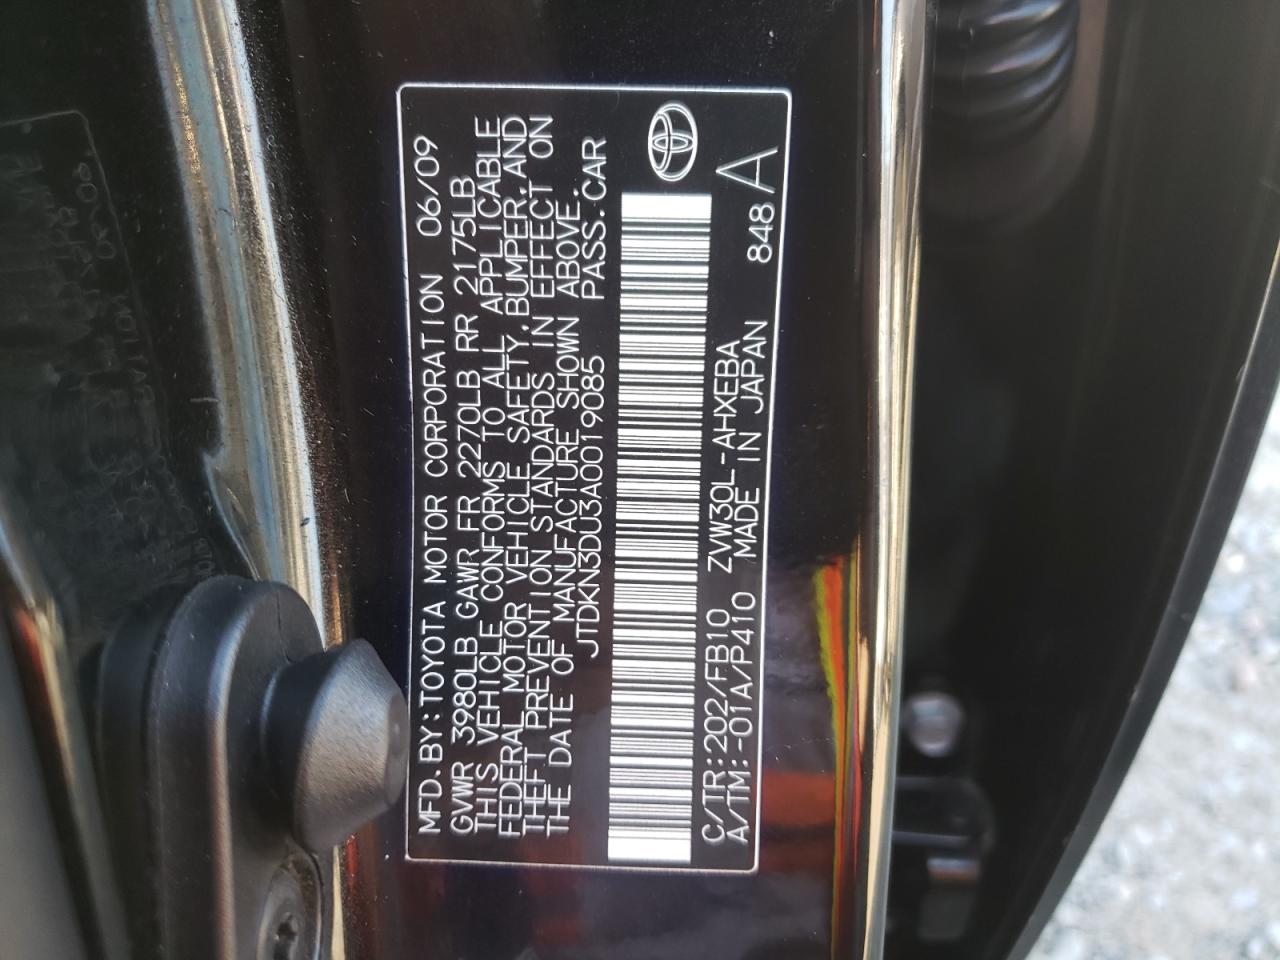 MFD.BY:TOYOTA MOTOR CORPORATION 06/09
GVWR 3980LB GAWR FR 2270LB RR 2175LB
THIS VEHICLE CONFORMS TO ALL APPLICABLE
FEDERAL MOTOR VEHICLE SAFETY, BUMPER, AND
THEFT PREVENTION STANDARDS IN EFFECT ON
THE DATE OF MANUFACTURE SHOWN ABOVE.
JTDKN3DU3A0019085 PASS.CAR
C/TR:202/FB10 ZVW30L-AHXEBA 848 A
A/TM:-01A/P410 MADE IN JAPAN